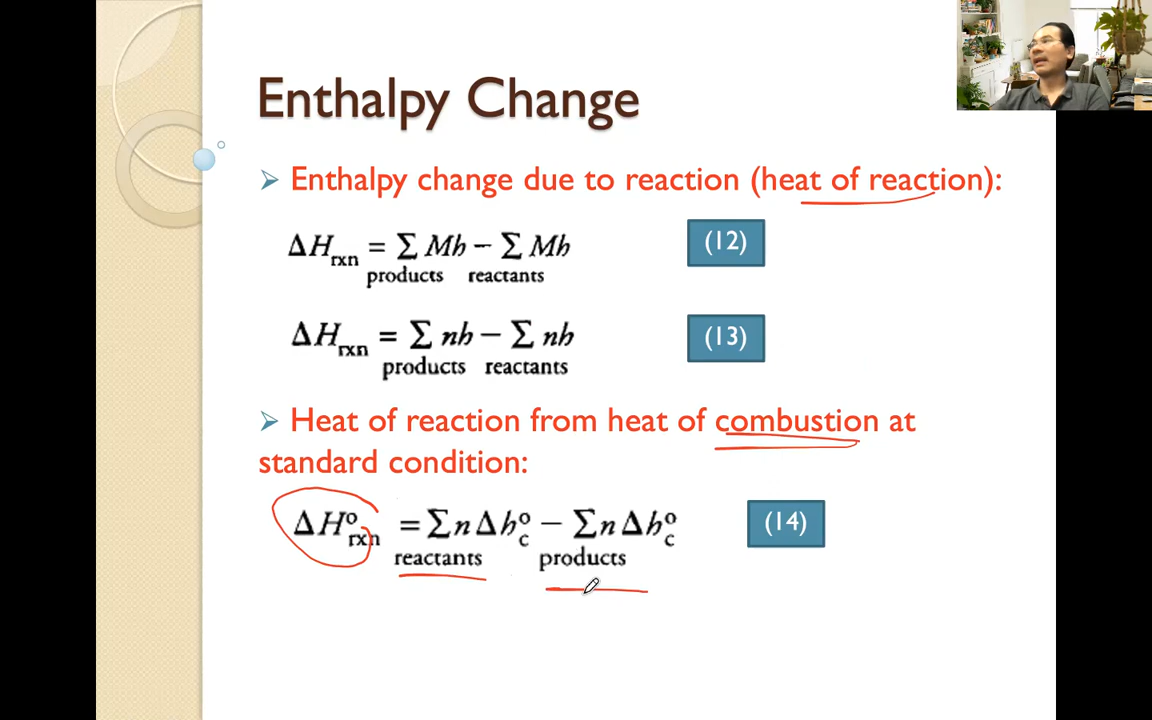 Enthalpy Change
Enthalpy change due to reaction (heat of reaction):
ΔH_rxn = Σ Mh − Σ Mh (12)
products reactants
ΔH_rxn = Σ nh − Σ nh (13)
products reactants
Heat of reaction from heat of combustion at
standard condition:
ΔH°_rxn = Σ n Δh°_c − Σ n Δh°_c (14)
reactants products